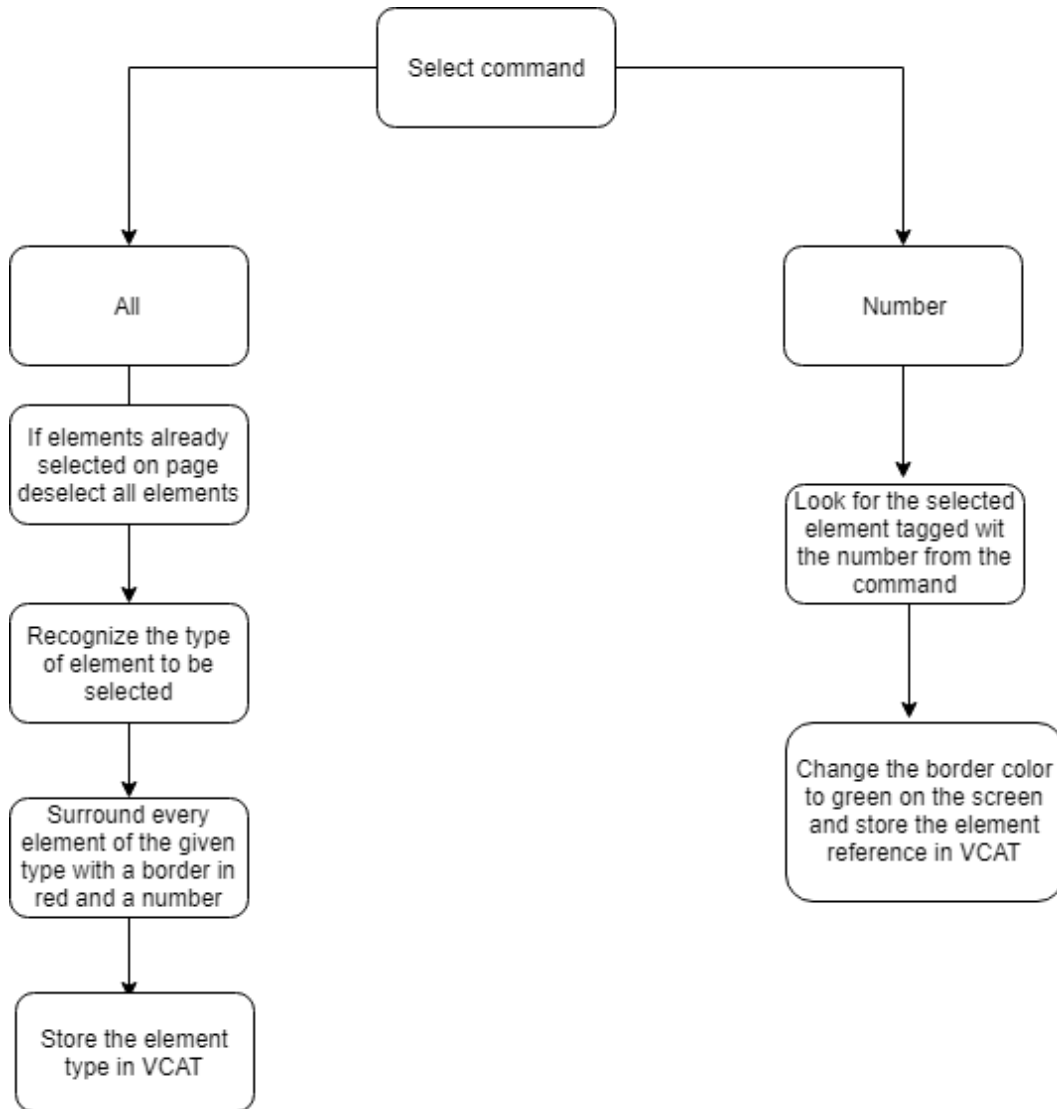 Select command
All
If elements already
selected on page
deselect all elements
Recognize the type
of element to be
selected
Surround every
element of the given
type with a border in
red and a number
Store the element
type in VCAT
Number
Look for the selected
element tagged wit
the number from the
command
Change the border color
to green on the screen
and store the element
reference in VCAT